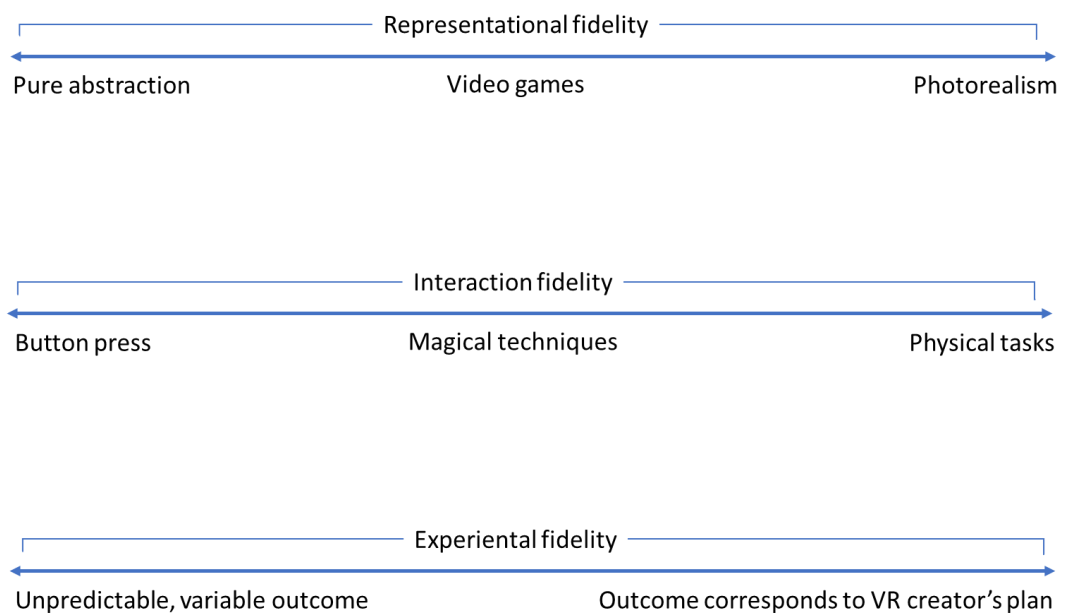 Representational fidelity
Pure abstraction Video games Photorealism
Interaction fidelity
Button press Magical techniques Physical tasks
Experiential fidelity
Unpredictable, variable outcome Outcome corresponds to VR creator’s plan